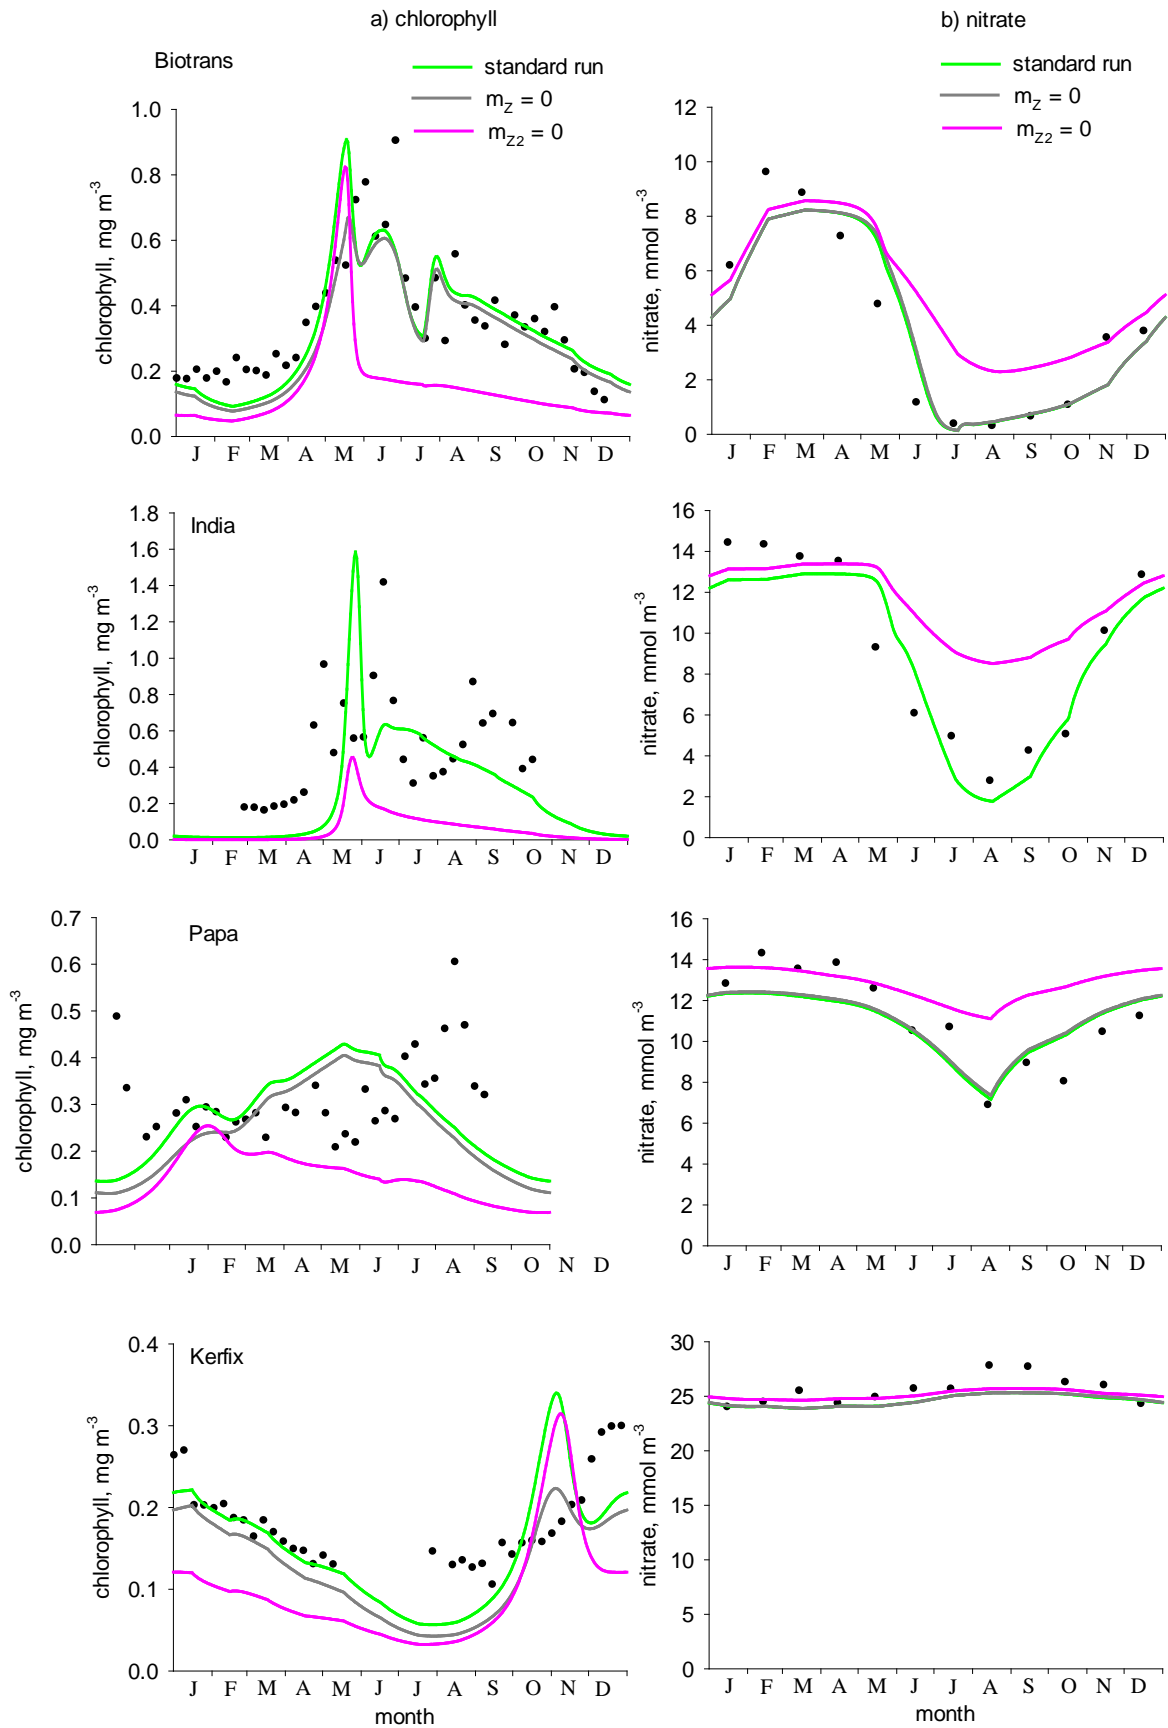 a) chlorophyll
b) nitrate
Biotrans
standard run
m_Z = 0
m_Z2 = 0
standard run
m_Z = 0
m_Z2 = 0
chlorophyll, mg m^-3
1.0
0.8
0.6
0.4
0.2
0.0
J F M A M J J A S O N D
nitrate, mmol m^-3
12
10
8
6
4
2
0
J F M A M J J A S O N D
India
chlorophyll, mg m^-3
1.8
1.6
1.4
1.2
1.0
0.8
0.6
0.4
0.2
0.0
J F M A M J J A S O N D
nitrate, mmol m^-3
16
14
12
10
8
6
4
2
0
J F M A M J J A S O N D
Papa
chlorophyll, mg m^-3
0.7
0.6
0.5
0.4
0.3
0.2
0.1
0.0
J F M A M J J A S O N D
nitrate, mmol m^-3
16
14
12
10
8
6
4
2
0
J F M A M J J A S O N D
Kerfix
chlorophyll, mg m^-3
0.4
0.3
0.2
0.1
0.0
J F M A M J J A S O N D
month
nitrate, mmol m^-3
30
25
20
15
10
5
0
J F M A M J J A S O N D
month